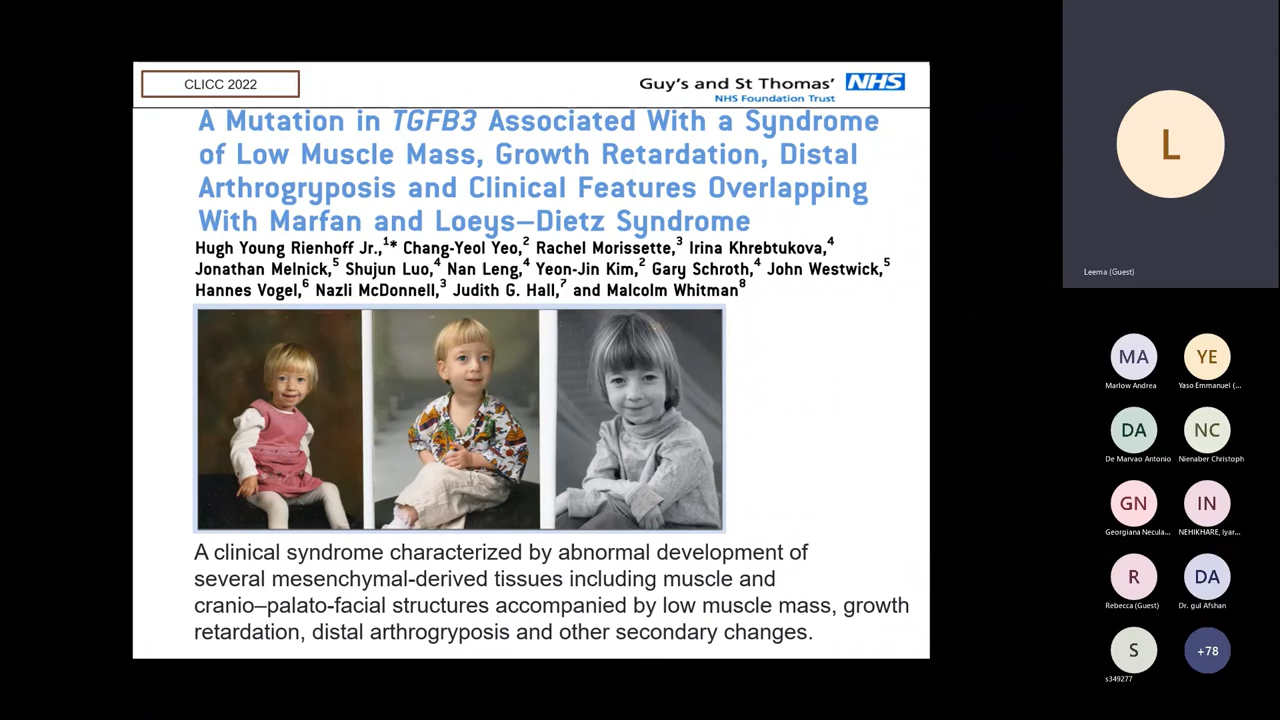 CLICC 2022
Guy's and St Thomas' NHS
NHS Foundation Trust
A Mutation in TGFB3 Associated With a Syndrome
of Low Muscle Mass, Growth Retardation, Distal
Arthrogryposis and Clinical Features Overlapping
With Marfan and Loeys–Dietz Syndrome
Hugh Young Rienhoff Jr.,1* Chang-Yeol Yeo,2 Rachel Morissette,3 Irina Khrebtukova,4
Jonathan Melnick,5 Shujun Luo,4 Nan Leng,4 Yeon-Jin Kim,2 Gary Schroth,4 John Westwick,5
Hannes Vogel,6 Nazli McDonnell,3 Judith G. Hall,7 and Malcolm Whitman8
A clinical syndrome characterized by abnormal development of
several mesenchymal-derived tissues including muscle and
cranio–palato-facial structures accompanied by low muscle mass, growth
retardation, distal arthrogryposis and other secondary changes.
L
Leema (Guest)
MA
Marlow Andrea
YE
Yaso Emmanuel (...
DA
De Marvao Antonio
NC
Nienaber Christoph
GN
Georgiana Necula...
IN
NEHIKHARE, Iyar...
R
Rebecca (Guest)
DA
Dr. gul Afshan
S
s349277
+78